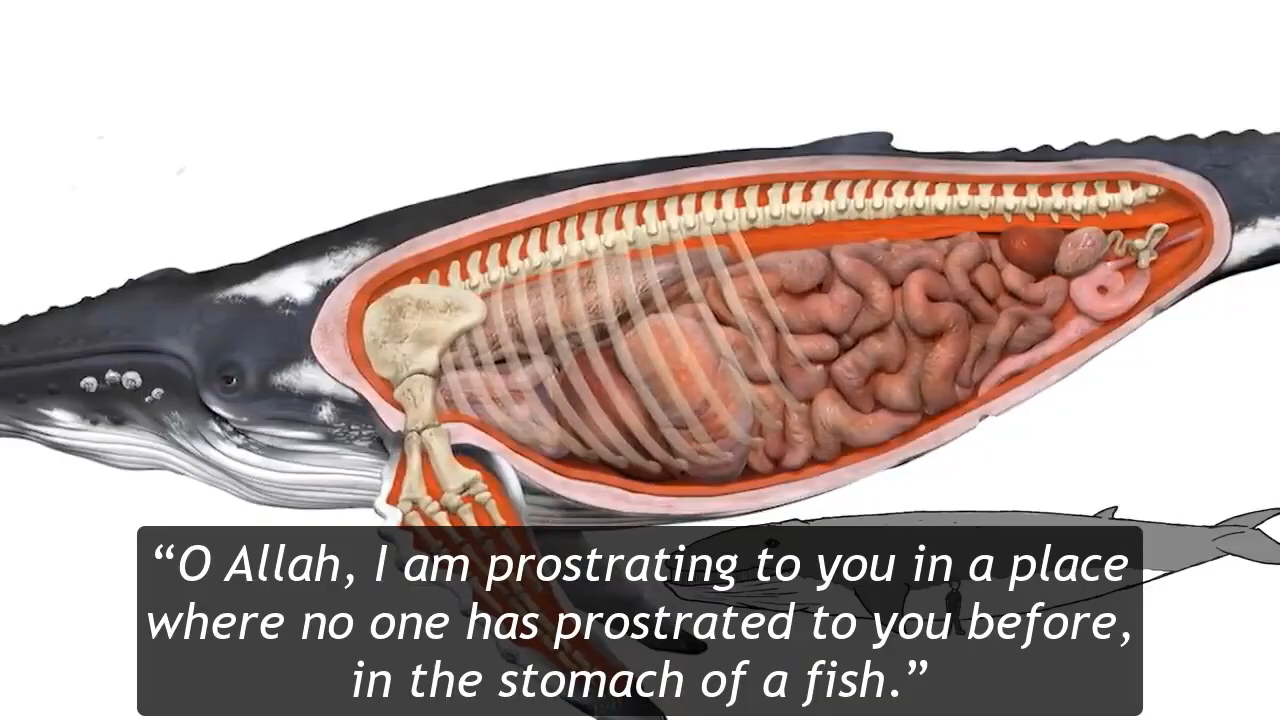 “O Allah, I am prostrating to you in a place
where no one has prostrated to you before,
in the stomach of a fish.”